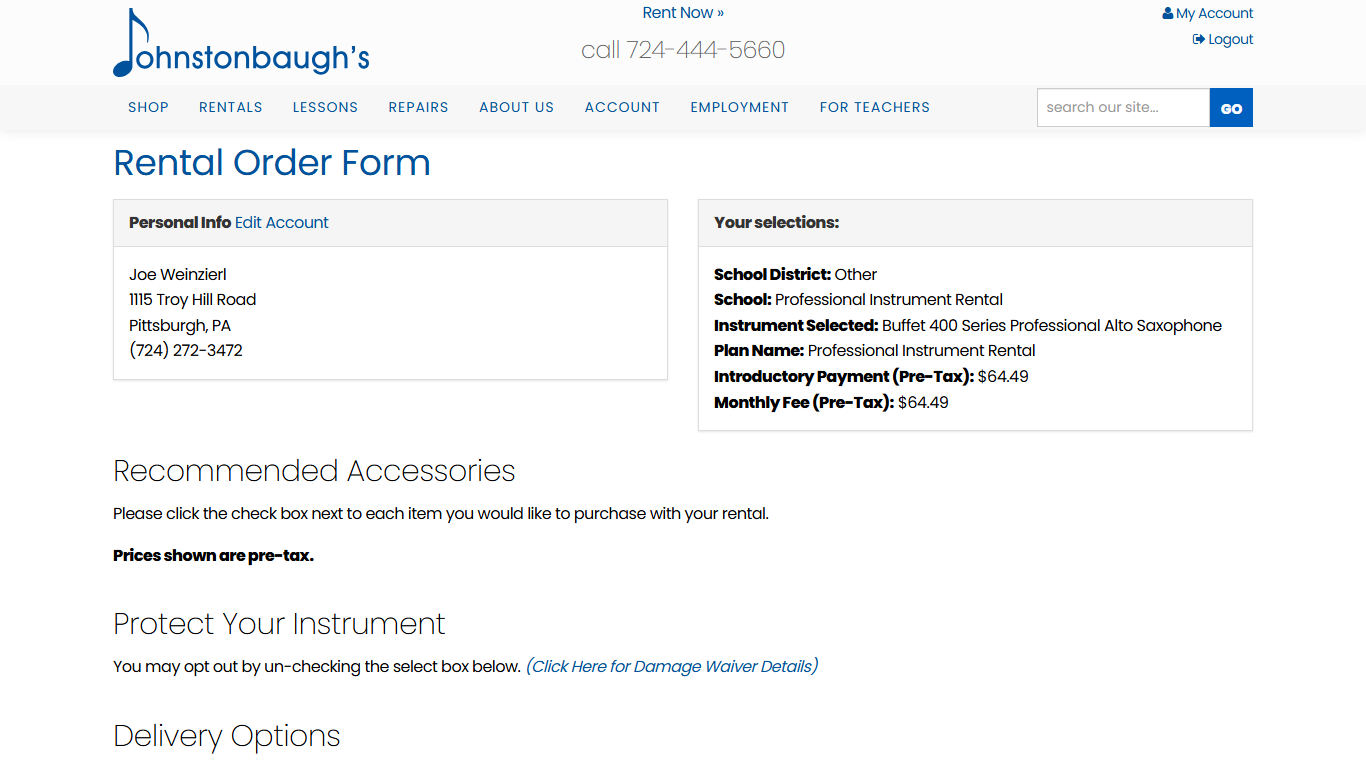 Johnstonbaugh's
Rent Now »
call 724-444-5660
My Account
Logout
SHOP RENTALS LESSONS REPAIRS ABOUT US ACCOUNT EMPLOYMENT FOR TEACHERS
search our site... GO
Rental Order Form
Personal Info Edit Account
Joe Weinzierl
1115 Troy Hill Road
Pittsburgh, PA
(724) 272-3472
Your selections:
School District: Other
School: Professional Instrument Rental
Instrument Selected: Buffet 400 Series Professional Alto Saxophone
Plan Name: Professional Instrument Rental
Introductory Payment (Pre-Tax): $64.49
Monthly Fee (Pre-Tax): $64.49
Recommended Accessories
Please click the check box next to each item you would like to purchase with your rental.
Prices shown are pre-tax.
Protect Your Instrument
You may opt out by un-checking the select box below. (Click Here for Damage Waiver Details)
Delivery Options